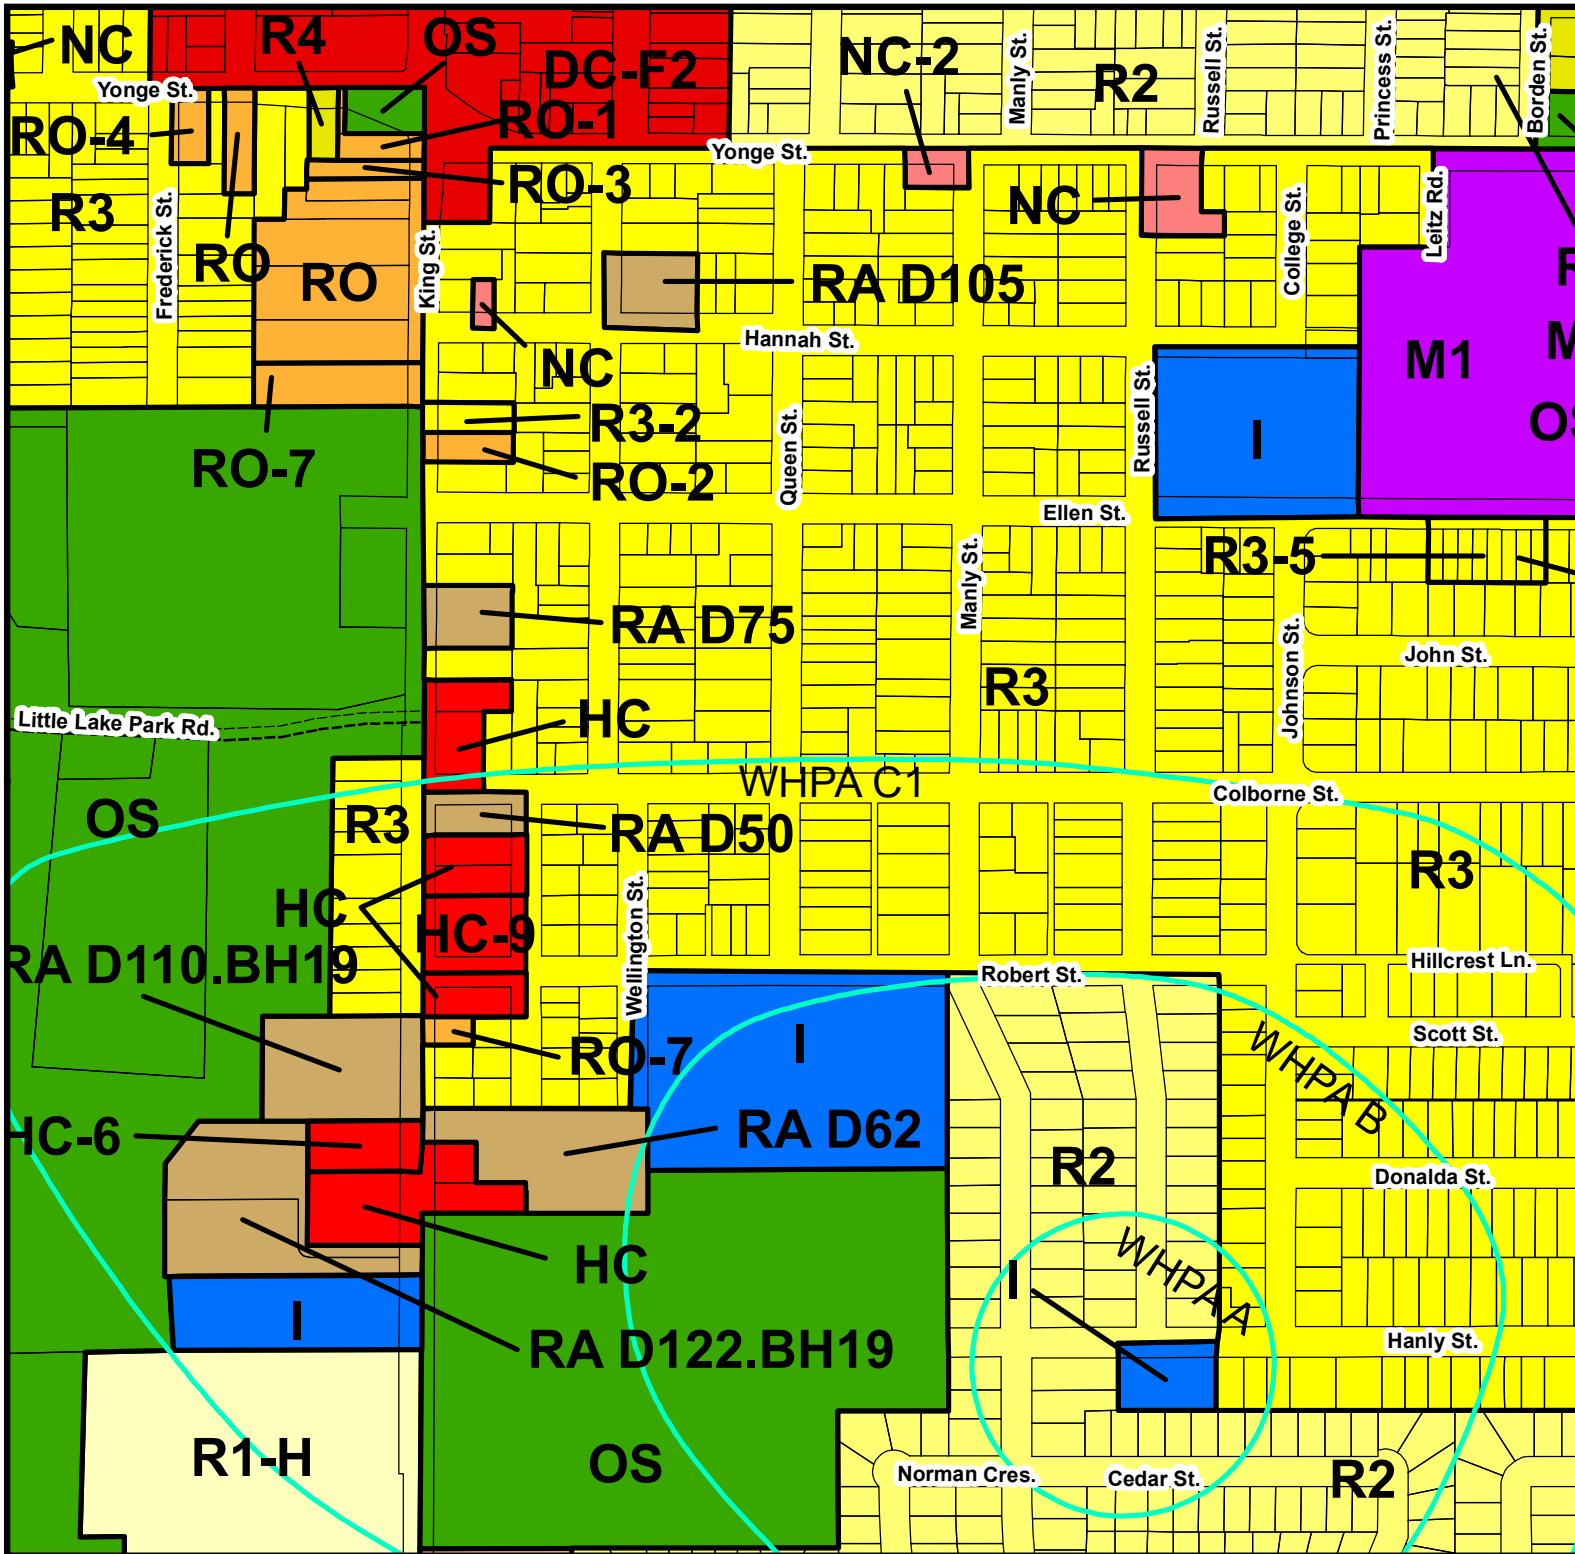 NC
R4
OS
DC-F2
NC-2
R2
Manly St.
Russell St.
Princess St.
Borden St.
Yonge St.
RO-4
RO-1
Yonge St.
RO-3
R3
Frederick St.
RO
RO
King St.
NC
College St.
Leitz Rd.
RA D105
Hannah St.
NC
M1
R3-2
RO-7
RO-2
Queen St.
Russell St.
I
OS
Ellen St.
R3-5
Manly St.
RA D75
Johnson St.
John St.
R3
Little Lake Park Rd.
HC
WHPA C1
Colborne St.
OS
R3
RA D50
R3
HC
HC-9
Wellington St.
RA D110.BH19
Robert St.
Hillcrest Ln.
I
RO-7
WHPA B
Scott St.
HC-6
RA D62
R2
Donalda St.
HC
I
WHPA A
I
RA D122.BH19
Hanly St.
R1-H
OS
Norman Cres.
Cedar St.
R2